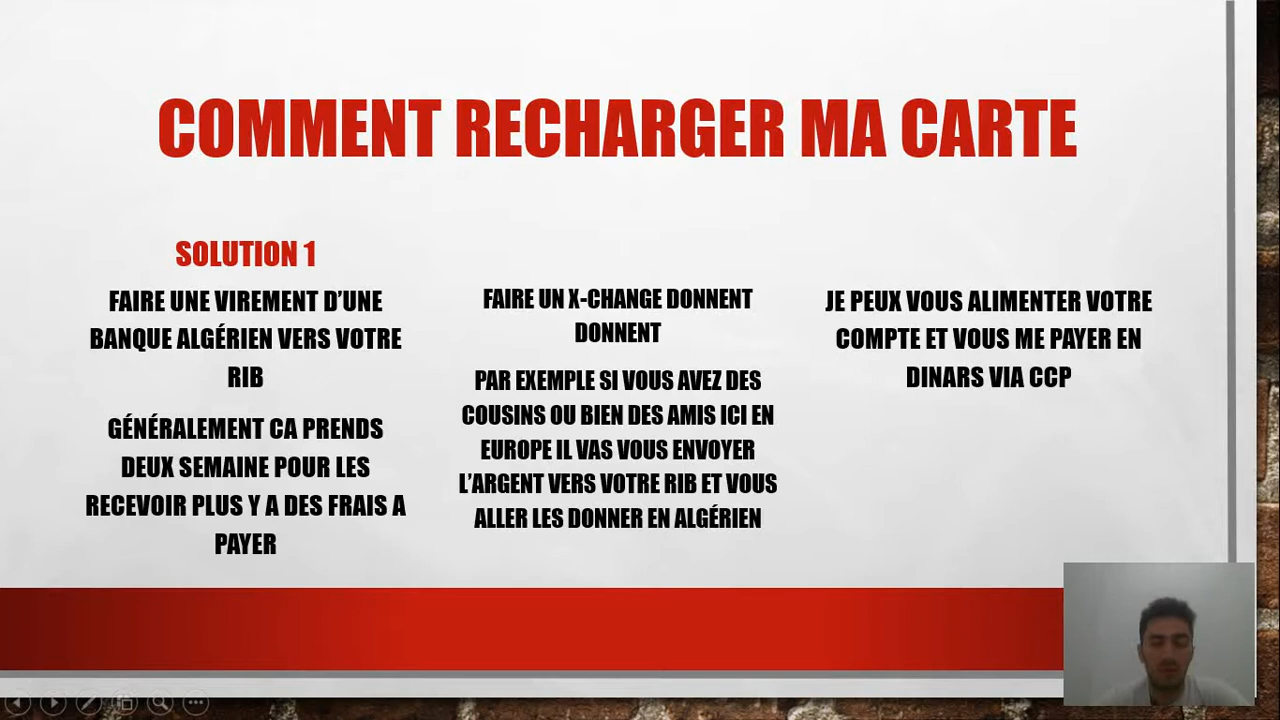 COMMENT RECHARGER MA CARTE
SOLUTION 1
FAIRE UNE VIREMENT D'UNE
BANQUE ALGÉRIEN VERS VOTRE
RIB
GÉNÉRALEMENT CA PRENDS
DEUX SEMAINE POUR LES
RECEVOIR PLUS Y A DES FRAIS A
PAYER
FAIRE UN X-CHANGE DONNENT
DONNENT
PAR EXEMPLE SI VOUS AVEZ DES
COUSINS OU BIEN DES AMIS ICI EN
EUROPE IL VAS VOUS ENVOYER
L'ARGENT VERS VOTRE RIB ET VOUS
ALLER LES DONNER EN ALGÉRIEN
JE PEUX VOUS ALIMENTER VOTRE
COMPTE ET VOUS ME PAYER EN
DINARS VIA CCP